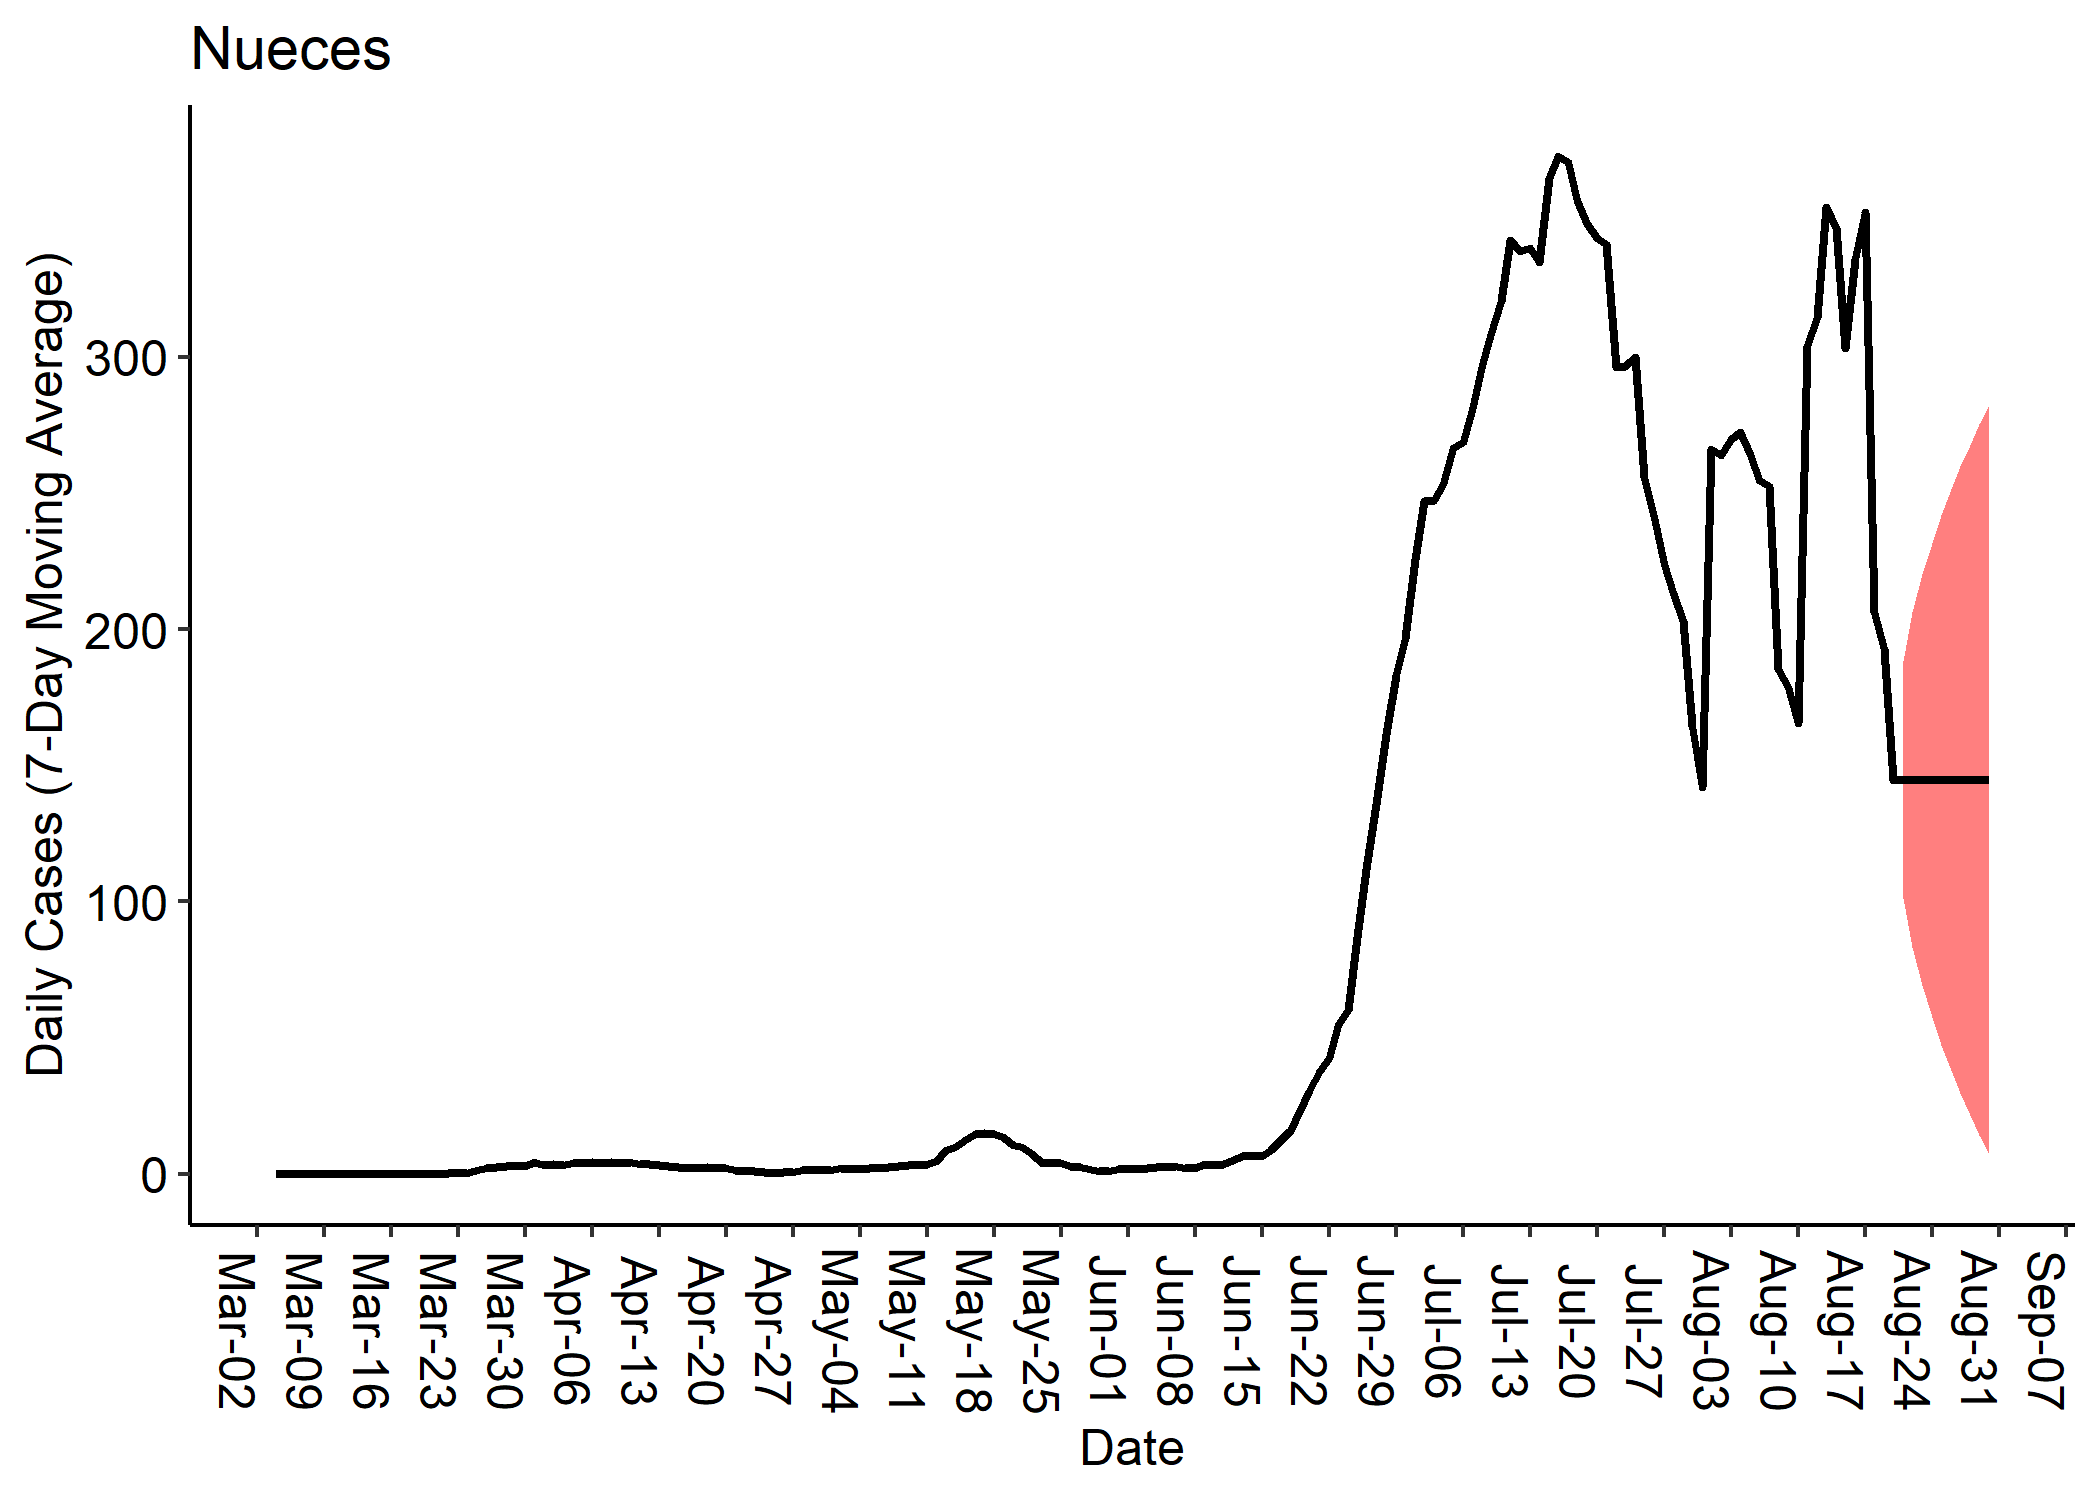 Nueces
Daily Cases (7-Day Moving Average)
300
200
100
0
Mar-02
Mar-09
Mar-16
Mar-23
Mar-30
Apr-06
Apr-13
Apr-20
Apr-27
May-04
May-11
May-18
May-25
Jun-01
Jun-08
Jun-15
Jun-22
Jun-29
Jul-06
Jul-13
Jul-20
Jul-27
Aug-03
Aug-10
Aug-17
Aug-24
Aug-31
Sep-07
Date